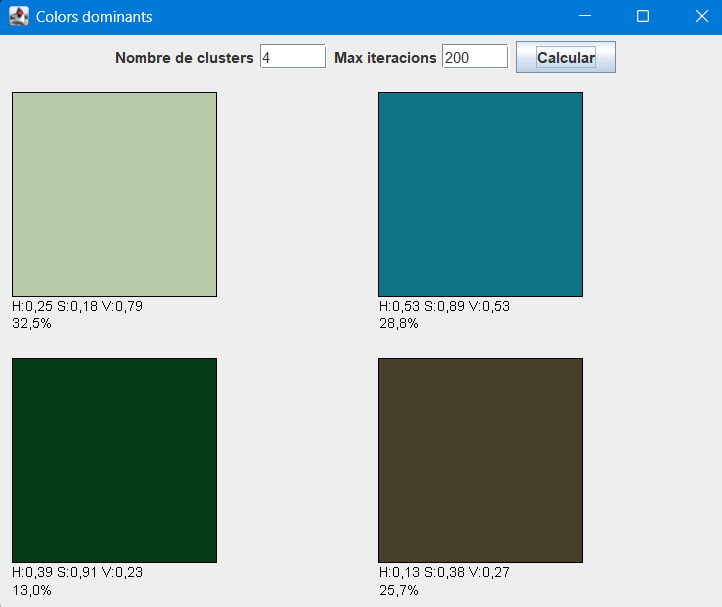 Colors dominants
Nombre de clusters 4 Max iteracions 200 Calcular
H:0,25 S:0,18 V:0,79
32,5%
H:0,53 S:0,89 V:0,53
28,8%
H:0,39 S:0,91 V:0,23
13,0%
H:0,13 S:0,38 V:0,27
25,7%